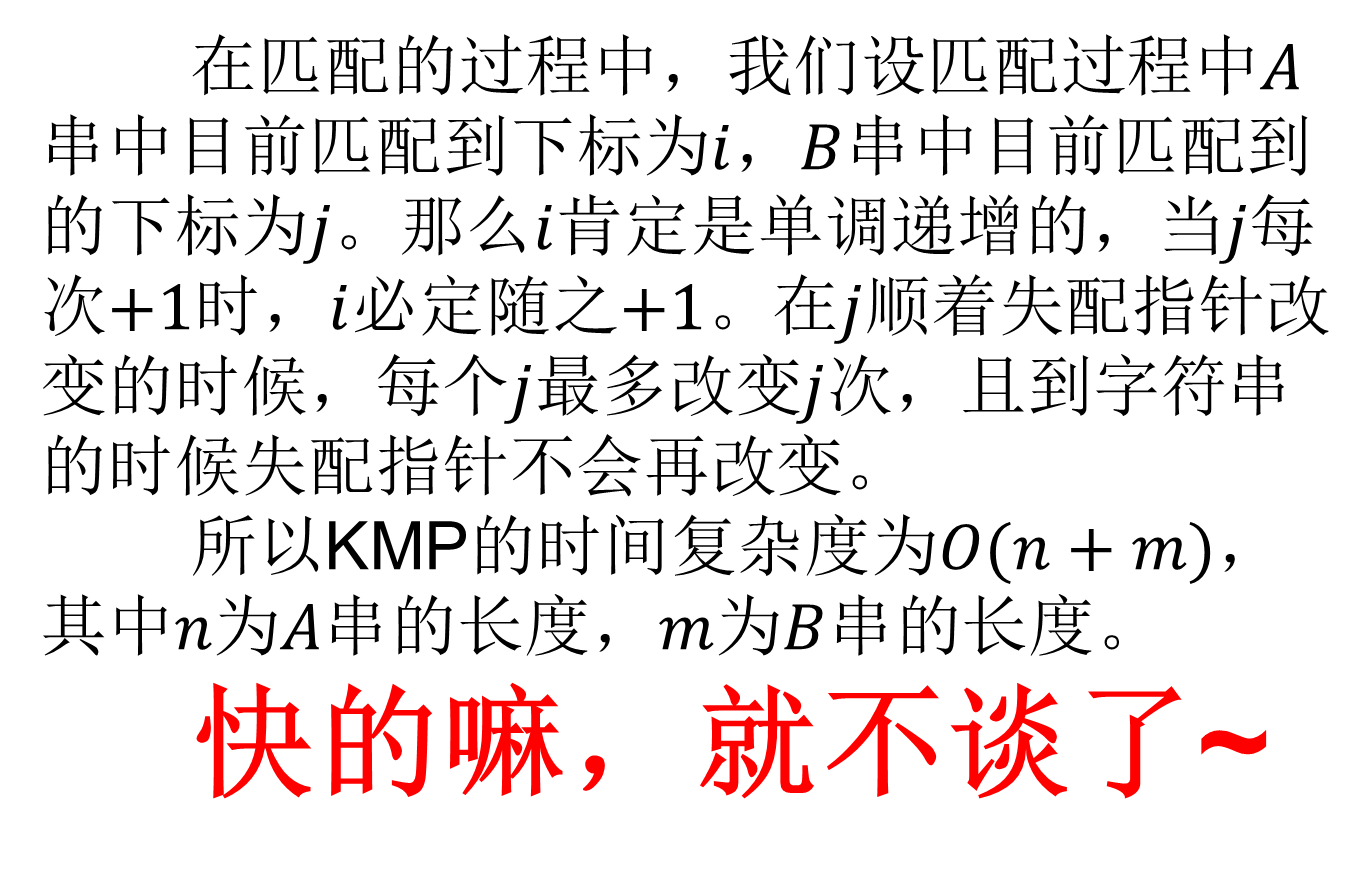 在匹配的过程中，我们设匹配过程中A
串中目前匹配到下标为i，B串中目前匹配到
的下标为j。那么i肯定是单调递增的，当j每
次+1时，i必定随之+1。在j顺着失配指针改
变的时候，每个j最多改变j次，且到字符串
的时候失配指针不会再改变。
所以KMP的时间复杂度为O(n + m)，
其中n为A串的长度，m为B串的长度。
快的嘛，就不谈了~